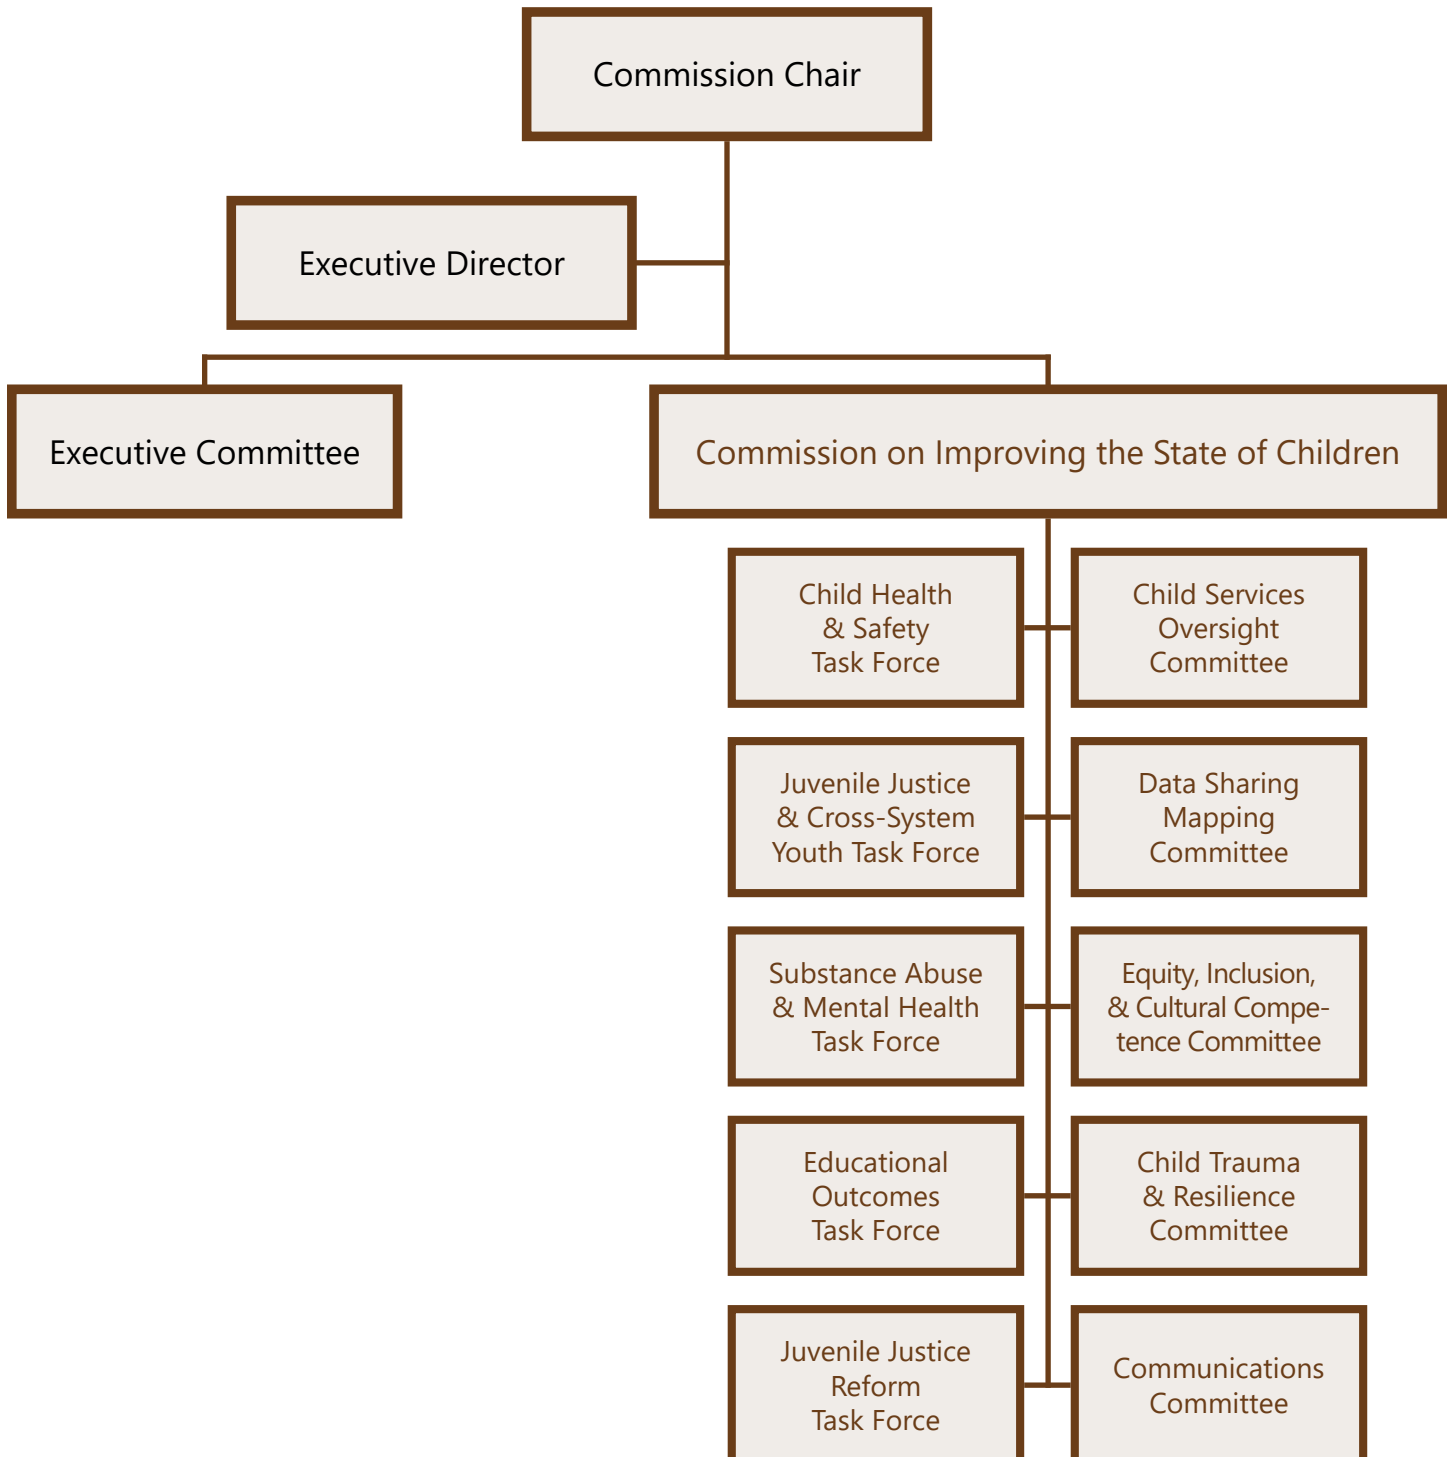 Commission Chair
Executive Director
Executive Committee
Commission on Improving the State of Children
Child Health
& Safety
Task Force
Child Services
Oversight
Committee
Juvenile Justice
& Cross-System
Youth Task Force
Data Sharing
Mapping
Committee
Substance Abuse
& Mental Health
Task Force
Equity, Inclusion,
& Cultural Compe-
tence Committee
Educational
Outcomes
Task Force
Child Trauma
& Resilience
Committee
Juvenile Justice
Reform
Task Force
Communications
Committee